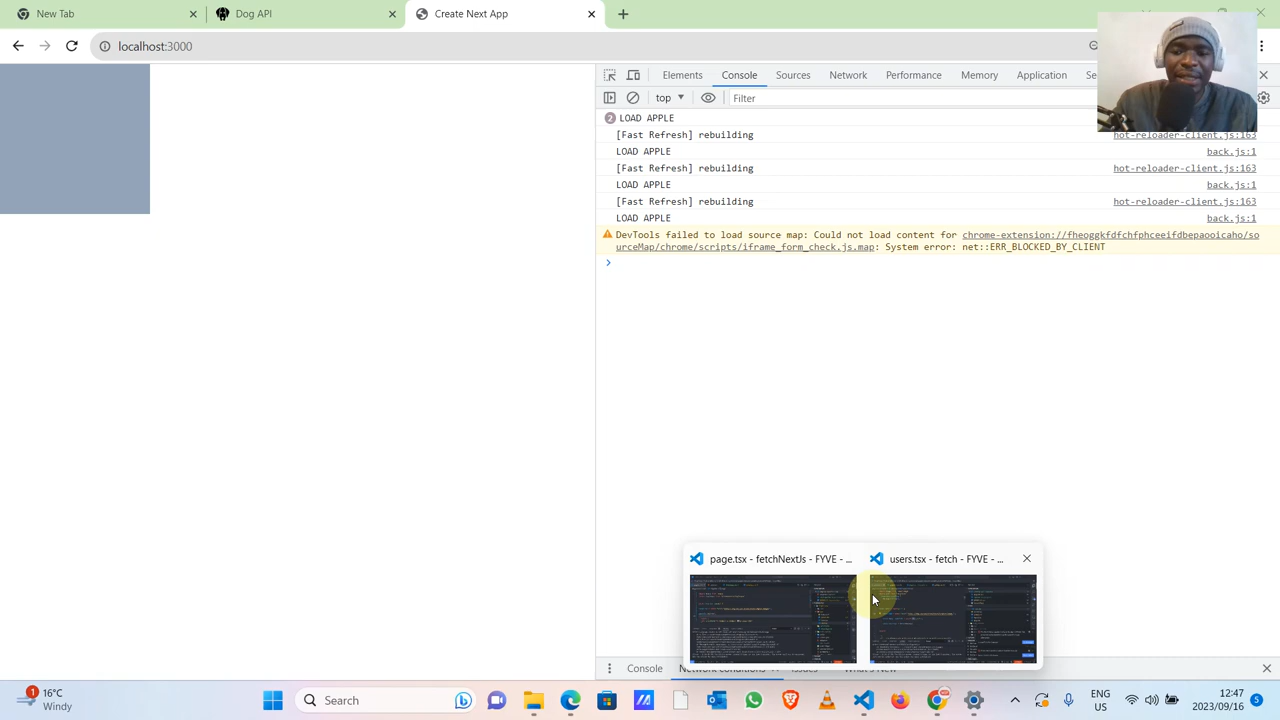 New Tab
Dog API
Create Next App
localhost:3000
Elements
Console
Sources
Network
Performance
Memory
Application
Se
top
Filter
2 LOAD APPLE
[Fast Refresh] rebuilding hot-reloader-client.js:163
LOAD APPLE back.js:1
[Fast Refresh] rebuilding hot-reloader-client.js:163
LOAD APPLE back.js:1
[Fast Refresh] rebuilding hot-reloader-client.js:163
LOAD APPLE back.js:1
DevTools failed to load source map: Could not load content for chrome-extension://fheoggkfdfchfphceeifdbepaooicaho/so
urceMap/chrome/scripts/iframe_form_check.js.map: System error: net::ERR_BLOCKED_BY_CLIENT
page.tsx - fetchNextJs - FYVE - ...
users.tsx - fetch - FYVE - ...
16°C
Windy
Search
ENG
US
12:47
2023/09/16
5